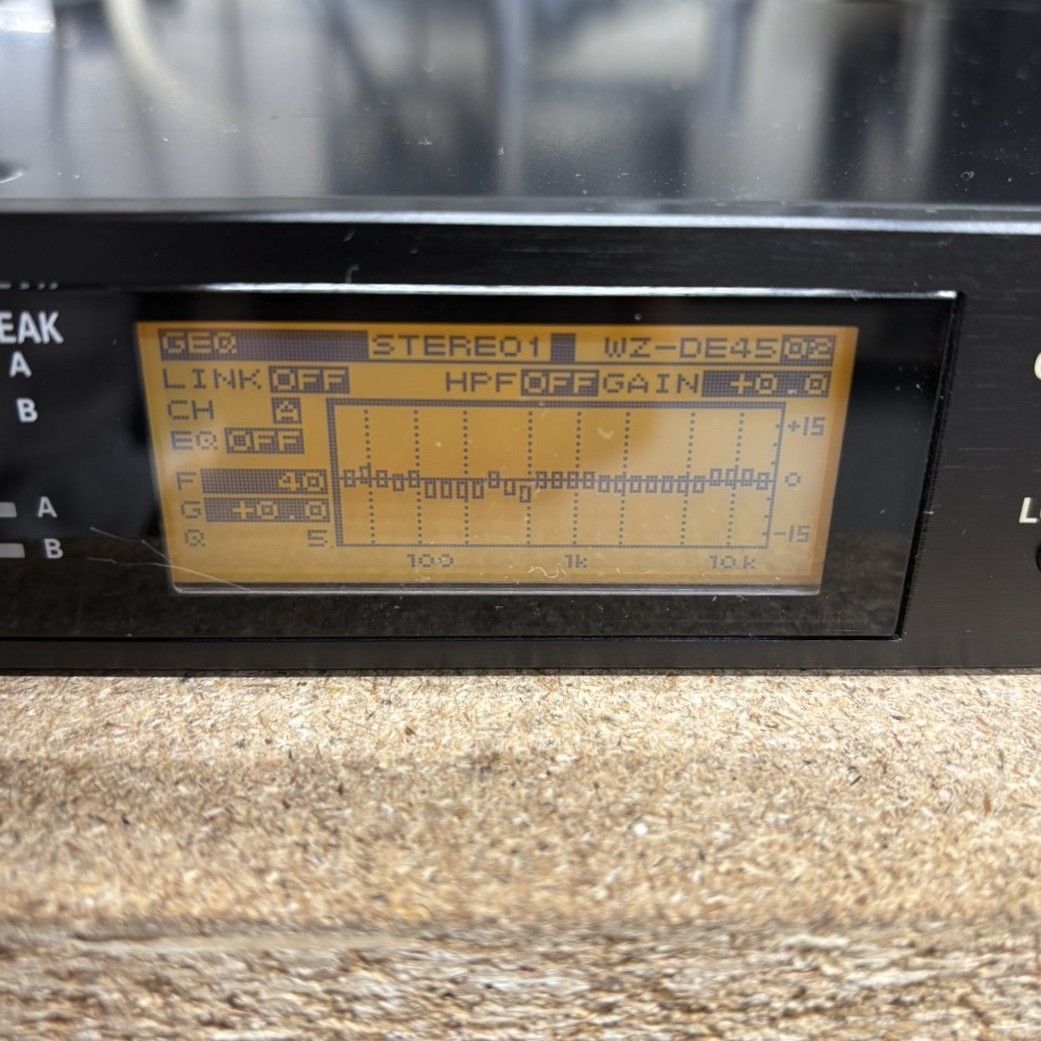 PEAK
A
B
A
B
GEQ STEREO1 WZ-DE45 02
LINK OFF HPF OFF GAIN +0.0
CH A
EQ OFF
F 40
G +0.0
Q 5
+15
0
-15
100 1k 10k